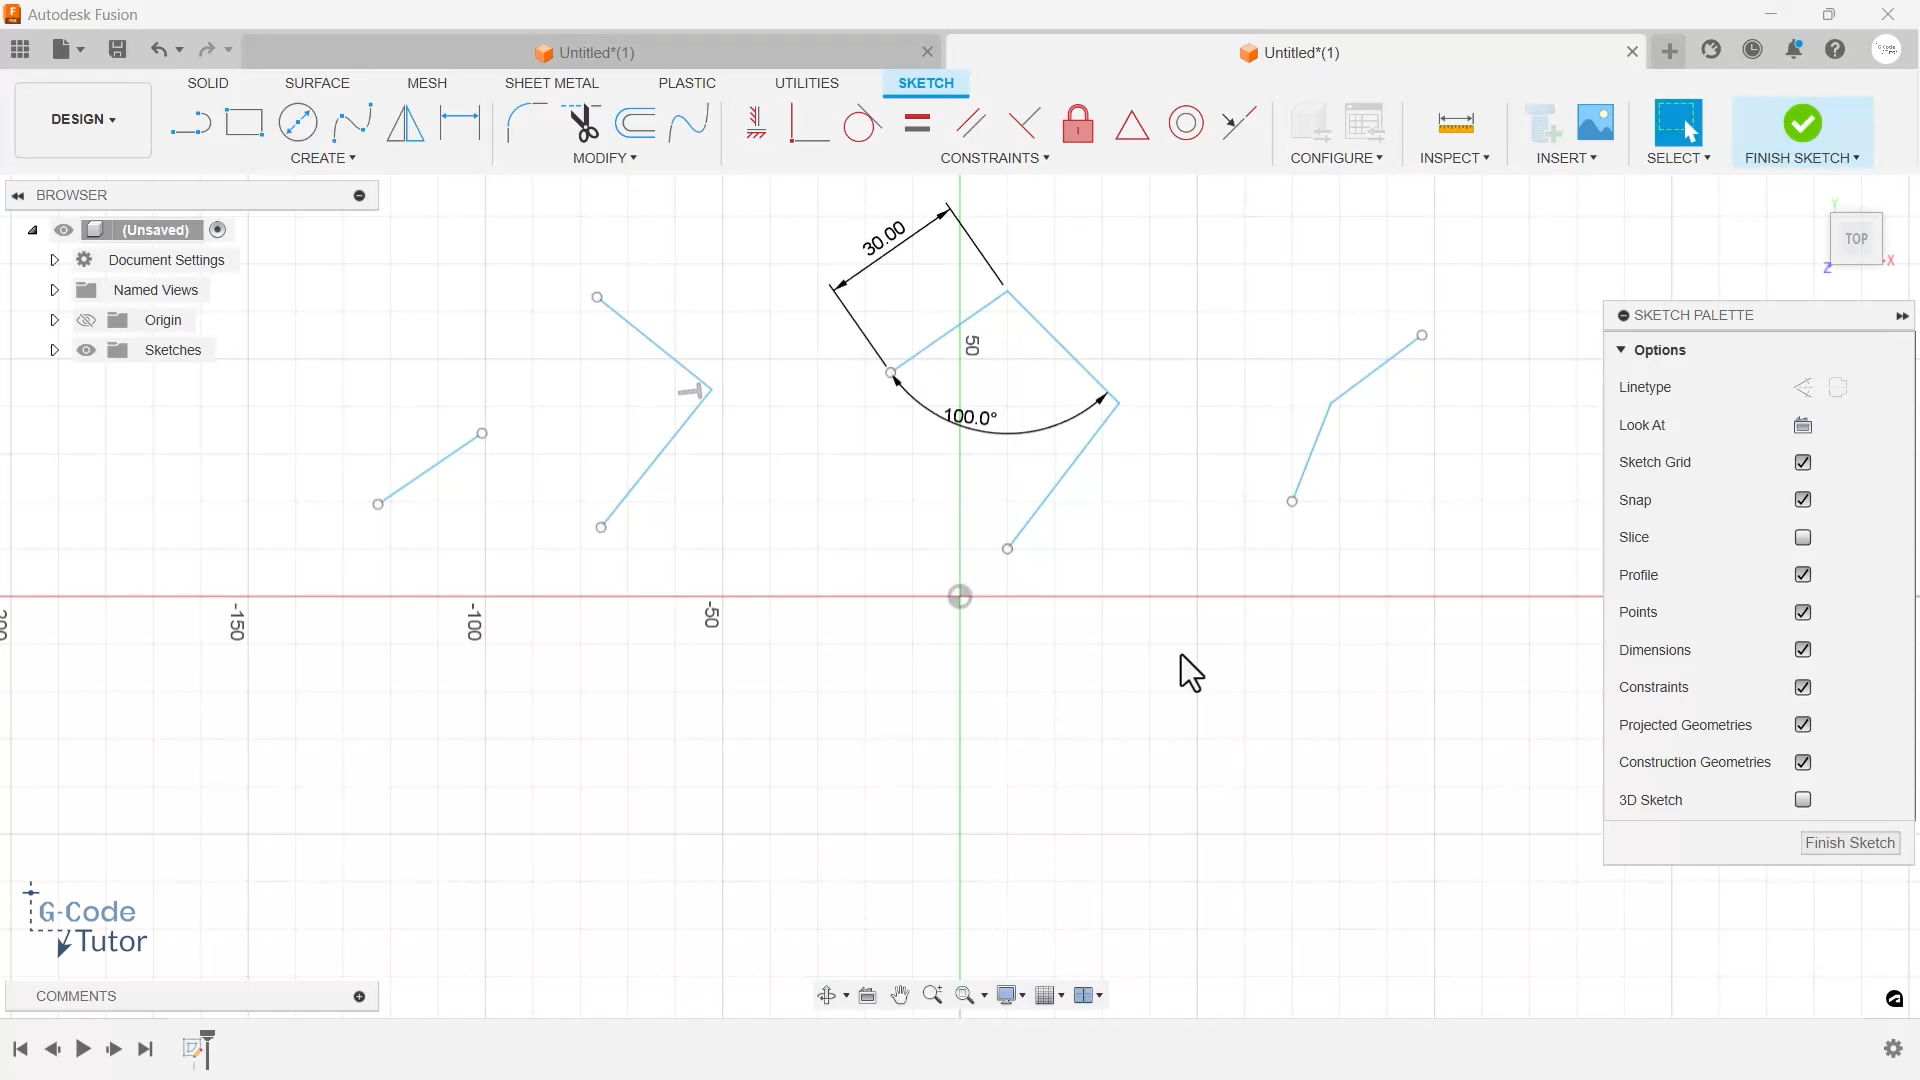 Autodesk Fusion
Untitled*(1)
Untitled*(1)
SOLID
SURFACE
MESH
SHEET METAL
PLASTIC
UTILITIES
SKETCH
DESIGN
CREATE
MODIFY
CONSTRAINTS
CONFIGURE
INSPECT
INSERT
SELECT
FINISH SKETCH
BROWSER
(Unsaved)
Document Settings
Named Views
Origin
Sketches
30.00
50
100.0°
-150
-100
-50
Y
TOP
X
Z
SKETCH PALETTE
Options
Linetype
Look At
Sketch Grid
Snap
Slice
Profile
Points
Dimensions
Constraints
Projected Geometries
Construction Geometries
3D Sketch
Finish Sketch
G-Code
Tutor
COMMENTS